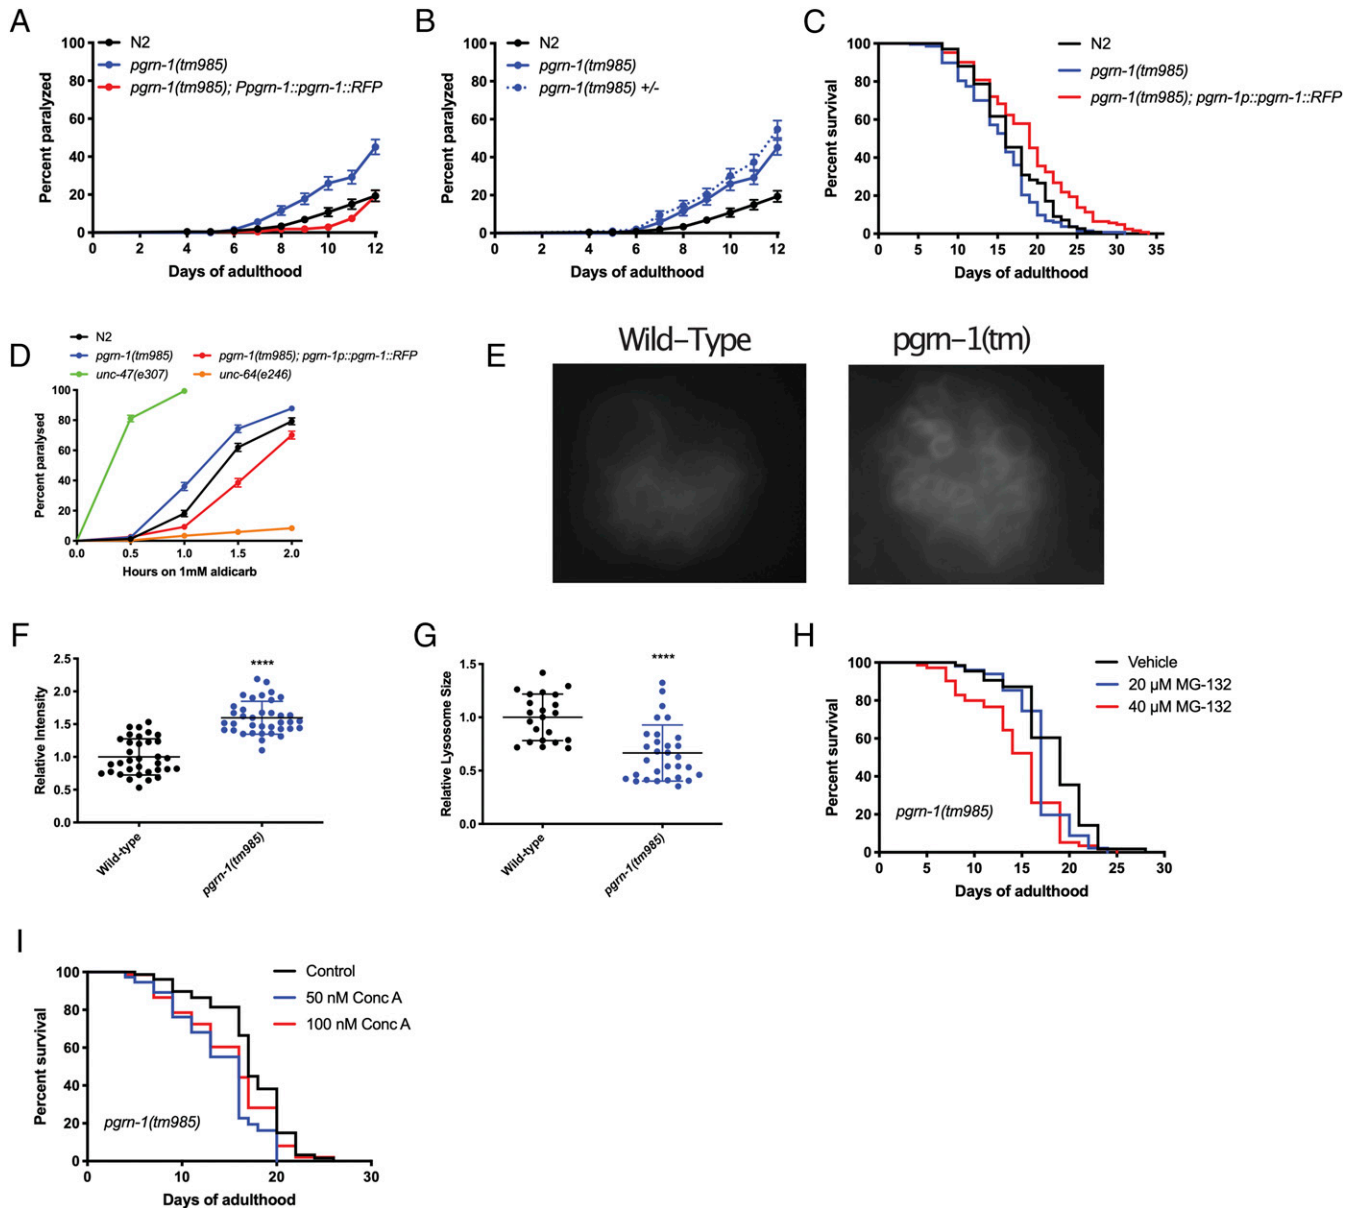 A
N2
pgrn-1(tm985)
pgrn-1(tm985); Ppgrn-1::pgrn-1::RFP
Percent paralyzed
100
80
60
40
20
0
0 2 4 6 8 10 12
Days of adulthood
B
N2
pgrn-1(tm985)
pgrn-1(tm985) +/-
Percent paralyzed
100
80
60
40
20
0
0 2 4 6 8 10 12
Days of adulthood
C
N2
pgrn-1(tm985)
pgrn-1(tm985); pgrn-1p::pgrn-1::RFP
Percent survival
100
80
60
40
20
0
0 5 10 15 20 25 30 35
Days of adulthood
D
N2
pgrn-1(tm985)
pgrn-1(tm985); pgrn-1p::pgrn-1::RFP
unc-47(e307)
unc-64(e246)
Percent paralysed
100
80
60
40
20
0
0.0 0.5 1.0 1.5 2.0
Hours on 1mM aldicarb
E
Wild-Type
pgrn-1(tm)
F
Relative Intensity
2.5
2.0
1.5
1.0
0.5
0.0
****
Wild-type
pgrn-1(tm985)
G
Relative Lysosome Size
1.5
1.0
0.5
0.0
****
Wild-type
pgrn-1(tm985)
H
Vehicle
20 µM MG-132
40 µM MG-132
Percent survival
100
80
60
40
20
0
pgrn-1(tm985)
0 5 10 15 20 25 30
Days of adulthood
I
Control
50 nM Conc A
100 nM Conc A
Percent survival
100
80
60
40
20
0
pgrn-1(tm985)
0 10 20 30
Days of adulthood